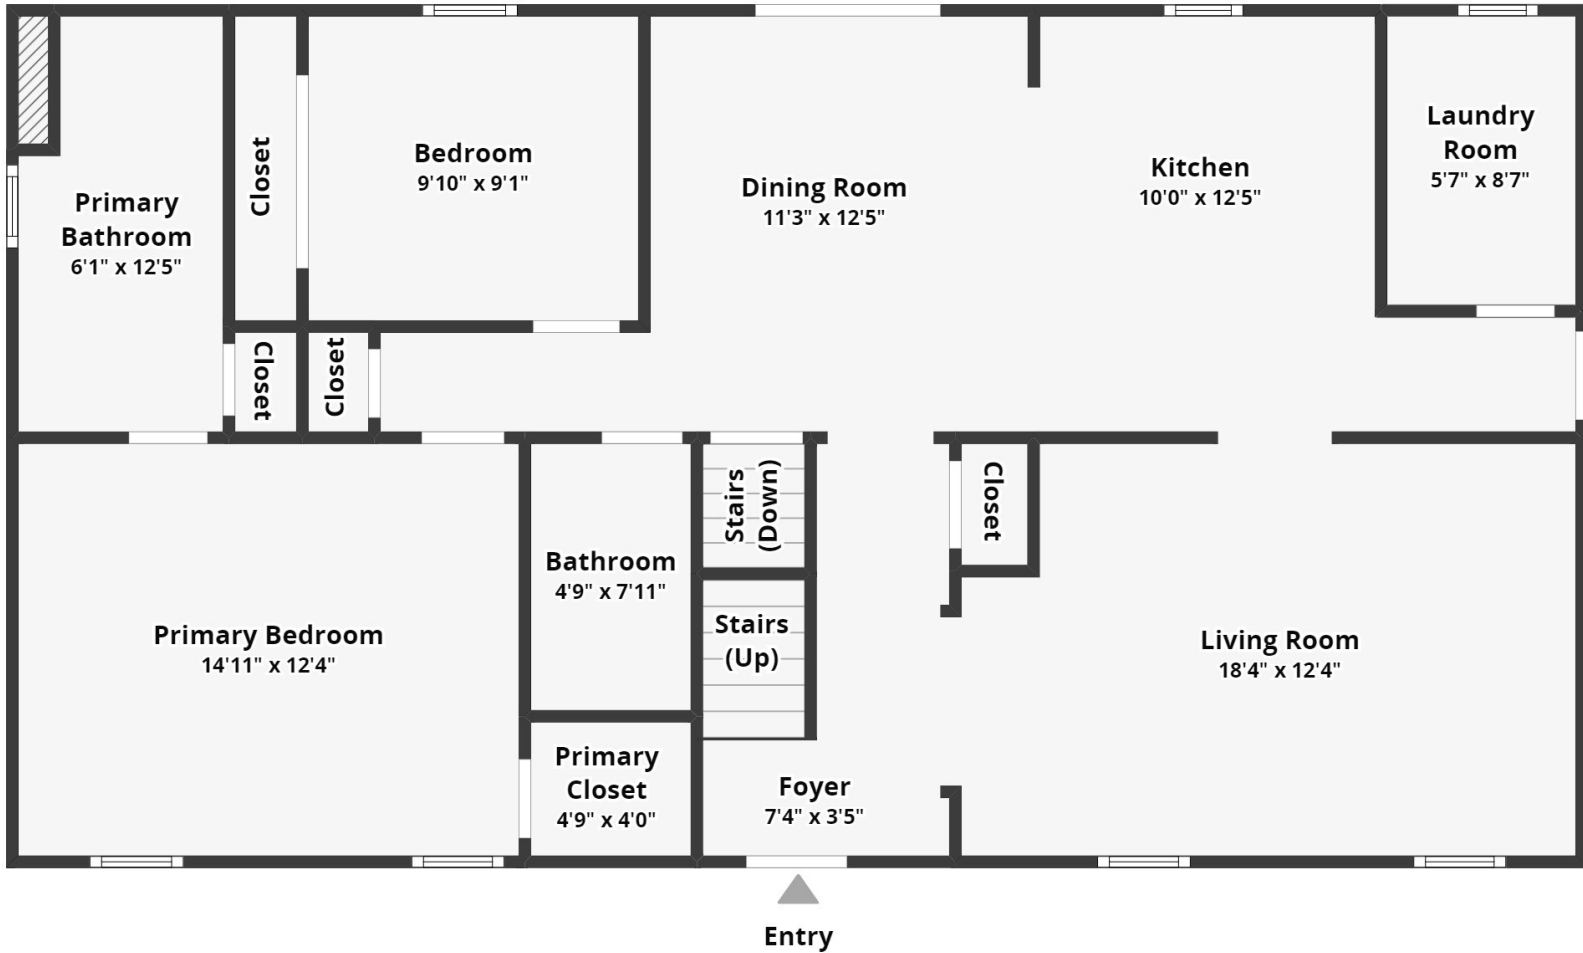 Closet
Bedroom
9'10" x 9'1"
Primary
Bathroom
6'1" x 12'5"
Dining Room
11'3" x 12'5"
Kitchen
10'0" x 12'5"
Laundry
Room
5'7" x 8'7"
Closet
Closet
Primary Bedroom
14'11" x 12'4"
Bathroom
4'9" x 7'11"
Stairs
(Down)
Closet
Stairs
(Up)
Living Room
18'4" x 12'4"
Primary
Closet
4'9" x 4'0"
Foyer
7'4" x 3'5"
Entry